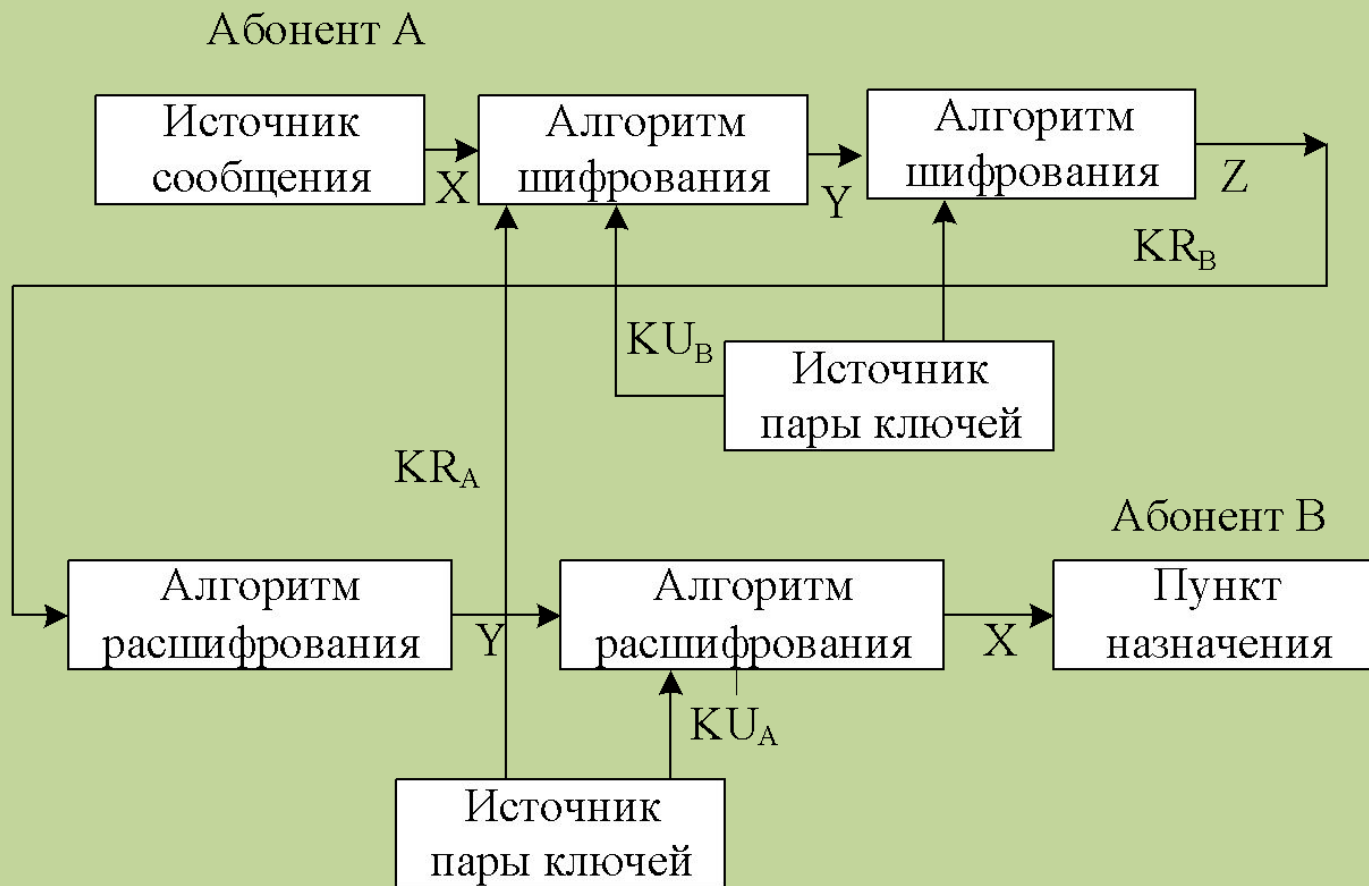 Абонент А
Источник
сообщения
X
Алгоритм
шифрования
Y
Алгоритм
шифрования
Z
KR_B
KU_B
Источник
пары ключей
KR_A
Абонент В
Алгоритм
расшифрования
Y
Алгоритм
расшифрования
X
Пункт
назначения
KU_A
Источник
пары ключей